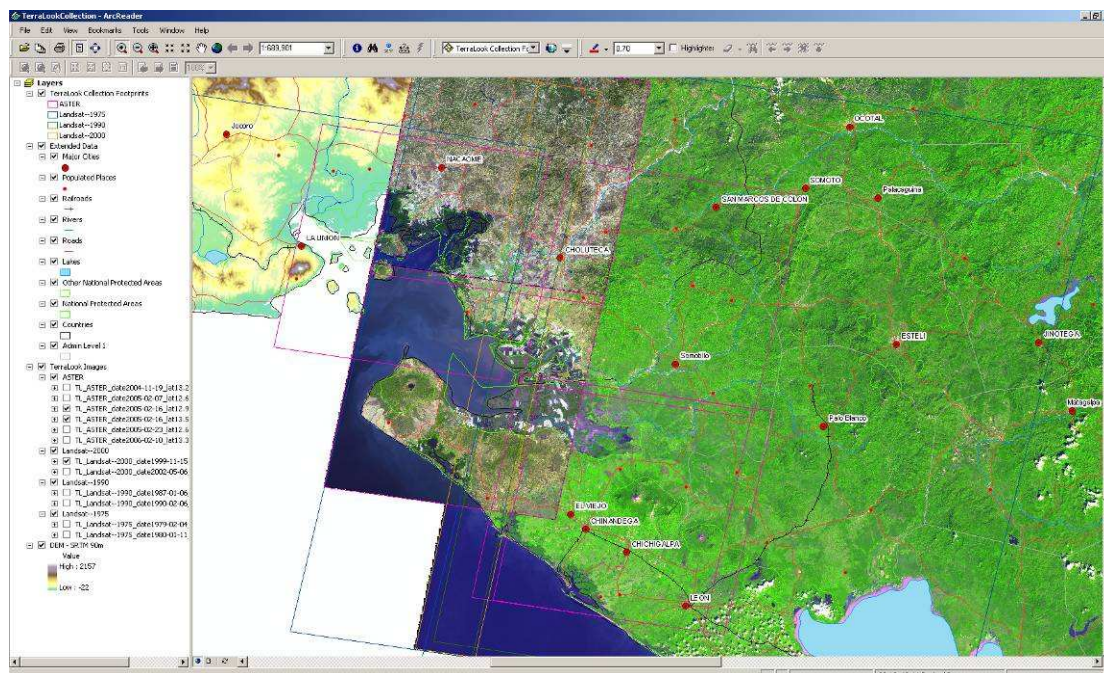 TerraLookCollection - ArcReader
File Edit View Bookmarks Tools Window Help
1:689,901 TerraLook Collection Fo 0.70 Highlighter
100%
Layers
TerraLook Collection Footprints
ASTER
Landsat--1975
Landsat--1990
Landsat--2000
Extended Data
Major Cities
Populated Places
Railroads
Rivers
Roads
Lakes
Other National Protected Areas
National Protected Areas
Countries
Admin Level 1
TerraLook Images
ASTER
TL_ASTER_date2004-11-19_lat13.2
TL_ASTER_date2005-02-07_lat12.6
TL_ASTER_date2005-02-16_lat12.9
TL_ASTER_date2005-02-16_lat13.5
TL_ASTER_date2005-02-23_lat12.6
TL_ASTER_date2006-02-10_lat13.3
Landsat--2000
TL_Landsat--2000_date1999-11-15
TL_Landsat--2000_date2002-05-06
Landsat--1990
TL_Landsat--1990_date1987-01-06
TL_Landsat--1990_date1990-02-06
Landsat--1975
TL_Landsat--1975_date1979-02-04
TL_Landsat--1975_date1980-01-11
DEM - SRTM 90m
Value
High : 2157
Low : -22
Jocoro
OCOTAL
NACAOME
SOMOTO
Palacaguina
SAN MARCOS DE COLON
LA UNION
CHOLUTECA
ESTELI
JINOTEGA
Somotillo
Matagalpa
Palo Blanco
EL VIEJO
CHINANDEGA
CHICHIGALPA
LEON